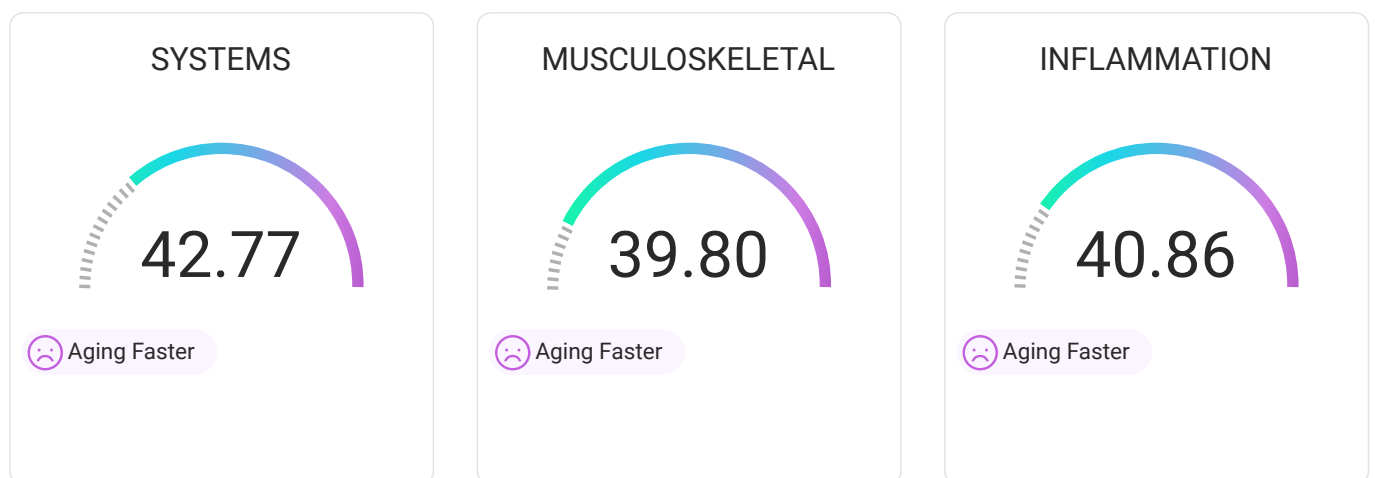 SYSTEMS
42.77
Aging Faster
MUSCULOSKELETAL
39.80
Aging Faster
INFLAMMATION
40.86
Aging Faster